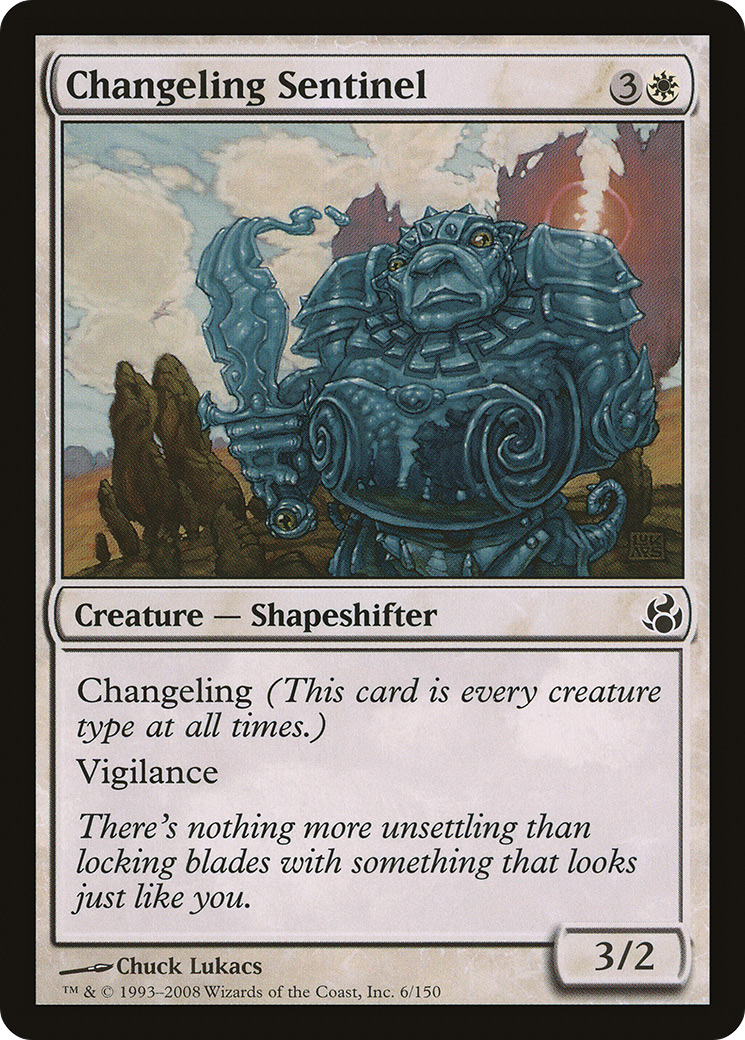 Changeling Sentinel 3
Creature — Shapeshifter
Changeling (This card is every creature
type at all times.)
Vigilance
There's nothing more unsettling than
locking blades with something that looks
just like you.
3/2
Chuck Lukacs
™ & © 1993–2008 Wizards of the Coast, Inc. 6/150